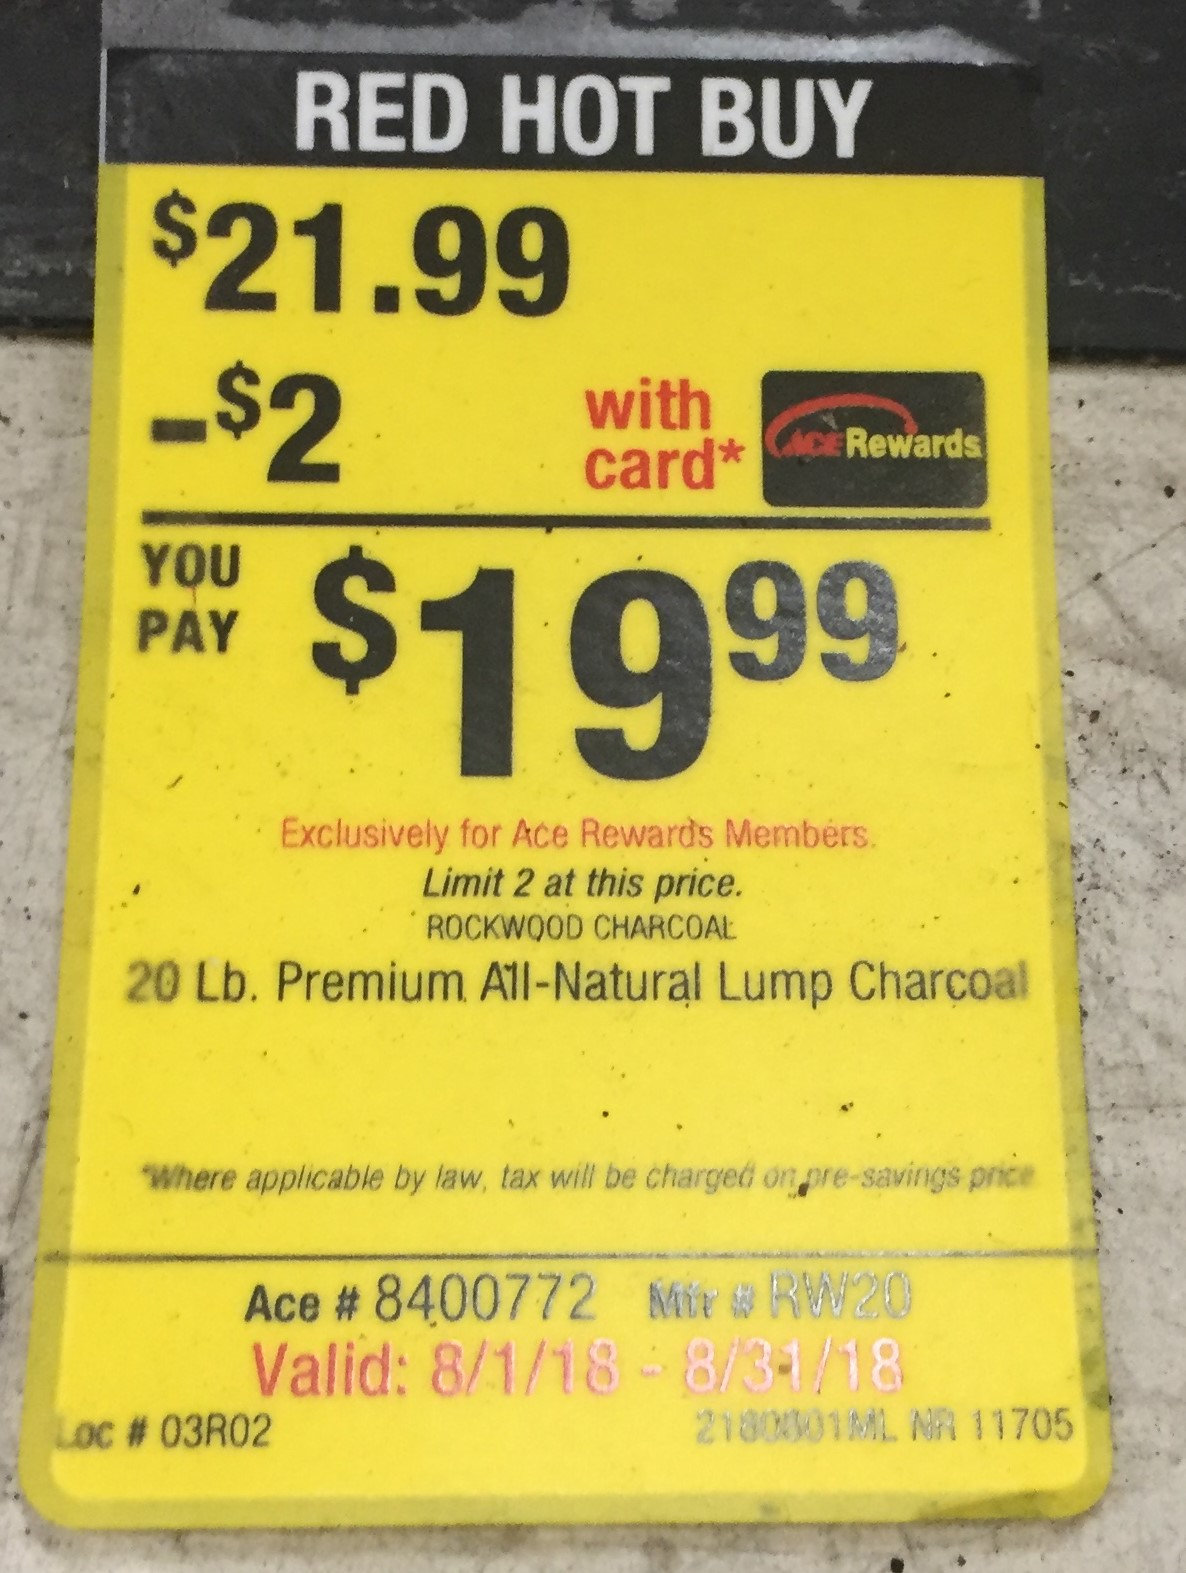 RED HOT BUY
$21.99
-$2 with card* ACE Rewards
YOU PAY $19.99
Exclusively for Ace Rewards Members.
Limit 2 at this price.
ROCKWOOD CHARCOAL
20 Lb. Premium All-Natural Lump Charcoal
*Where applicable by law, tax will be charged on pre-savings price
Ace # 8400772 Mfr # RW20
Valid: 8/1/18 - 8/31/18
Loc # 03R02 2180801ML NR 11705